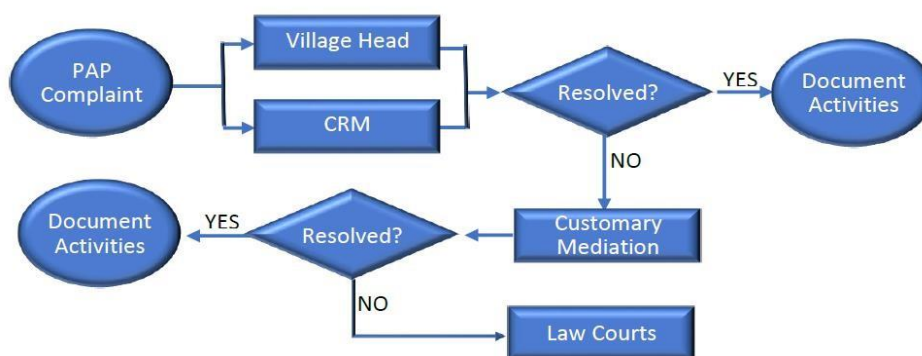 PAP
Complaint
Village Head
CRM
Resolved?
YES
Document
Activities
NO
Customary
Mediation
Resolved?
YES
Document
Activities
NO
Law Courts